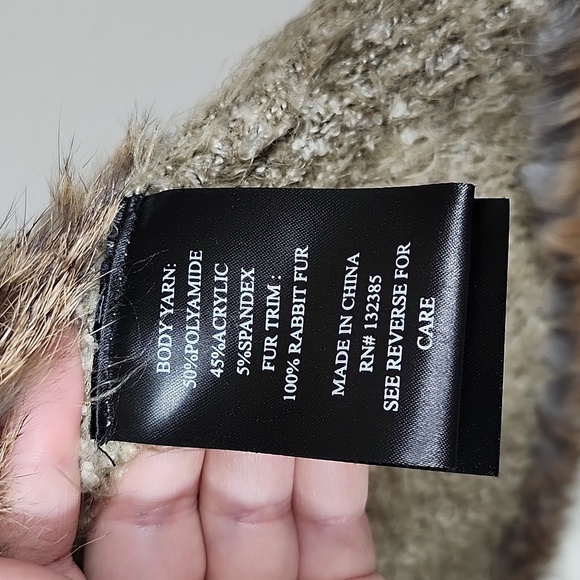 BODY YARN:
50%POLYAMIDE
45%ACRYLIC
5%SPANDEX
FUR TRIM :
100% RABBIT FUR
MADE IN CHINA
RN# 132385
SEE REVERSE FOR
CARE